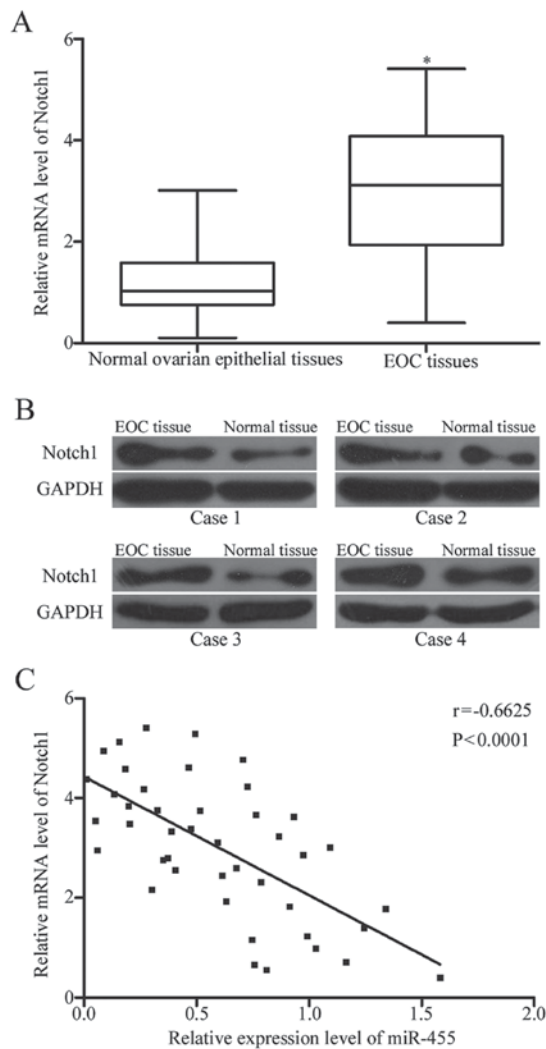 A
Relative mRNA level of Notch1
6
4
2
0
*
Normal ovarian epithelial tissues
EOC tissues
B
EOC tissue Normal tissue
Notch1
GAPDH
Case 1
EOC tissue Normal tissue
Case 2
EOC tissue Normal tissue
Notch1
GAPDH
Case 3
EOC tissue Normal tissue
Case 4
C
Relative mRNA level of Notch1
6
4
2
0
r=-0.6625
P<0.0001
0.0 0.5 1.0 1.5 2.0
Relative expression level of miR-455